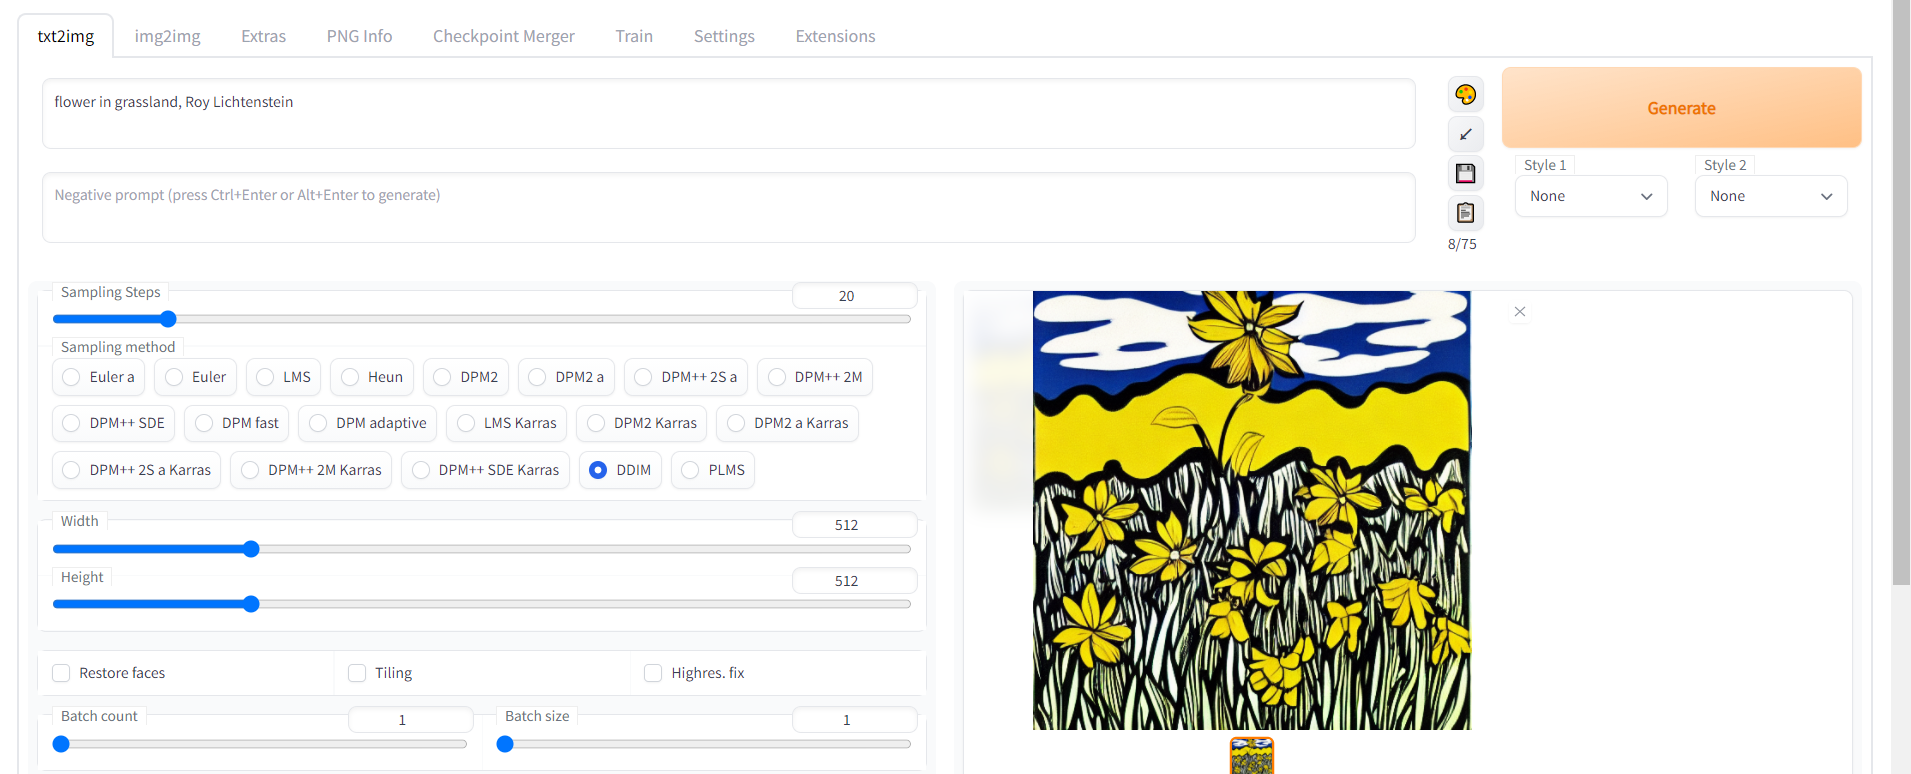 txt2img img2img Extras PNG Info Checkpoint Merger Train Settings Extensions
flower in grassland, Roy Lichtenstein
Generate
Style 1 Style 2
None None
Negative prompt (press Ctrl+Enter or Alt+Enter to generate)
8/75
Sampling Steps 20
Sampling method
Euler a Euler LMS Heun DPM2 DPM2 a DPM++ 2S a DPM++ 2M
DPM++ SDE DPM fast DPM adaptive LMS Karras DPM2 Karras DPM2 a Karras
DPM++ 2S a Karras DPM++ 2M Karras DPM++ SDE Karras DDIM PLMS
Width 512
Height 512
Restore faces Tiling Highres. fix
Batch count 1 Batch size 1